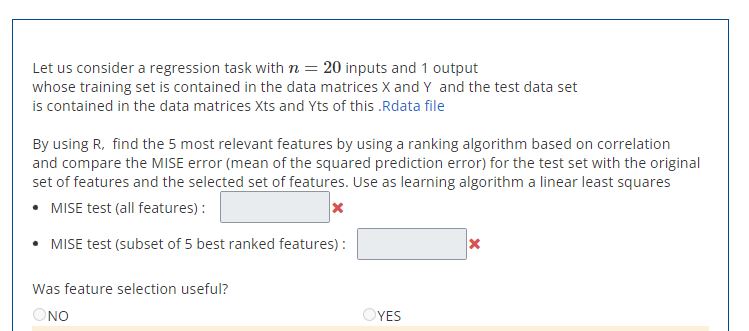 Let us consider a regression task with n = 20 inputs and 1 output
whose training set is contained in the data matrices X and Y and the test data set
is contained in the data matrices Xts and Yts of this .Rdata file
By using R, find the 5 most relevant features by using a ranking algorithm based on correlation
and compare the MISE error (mean of the squared prediction error) for the test set with the original
set of features and the selected set of features. Use as learning algorithm a linear least squares
• MISE test (all features) :
• MISE test (subset of 5 best ranked features) :
Was feature selection useful?
NO YES